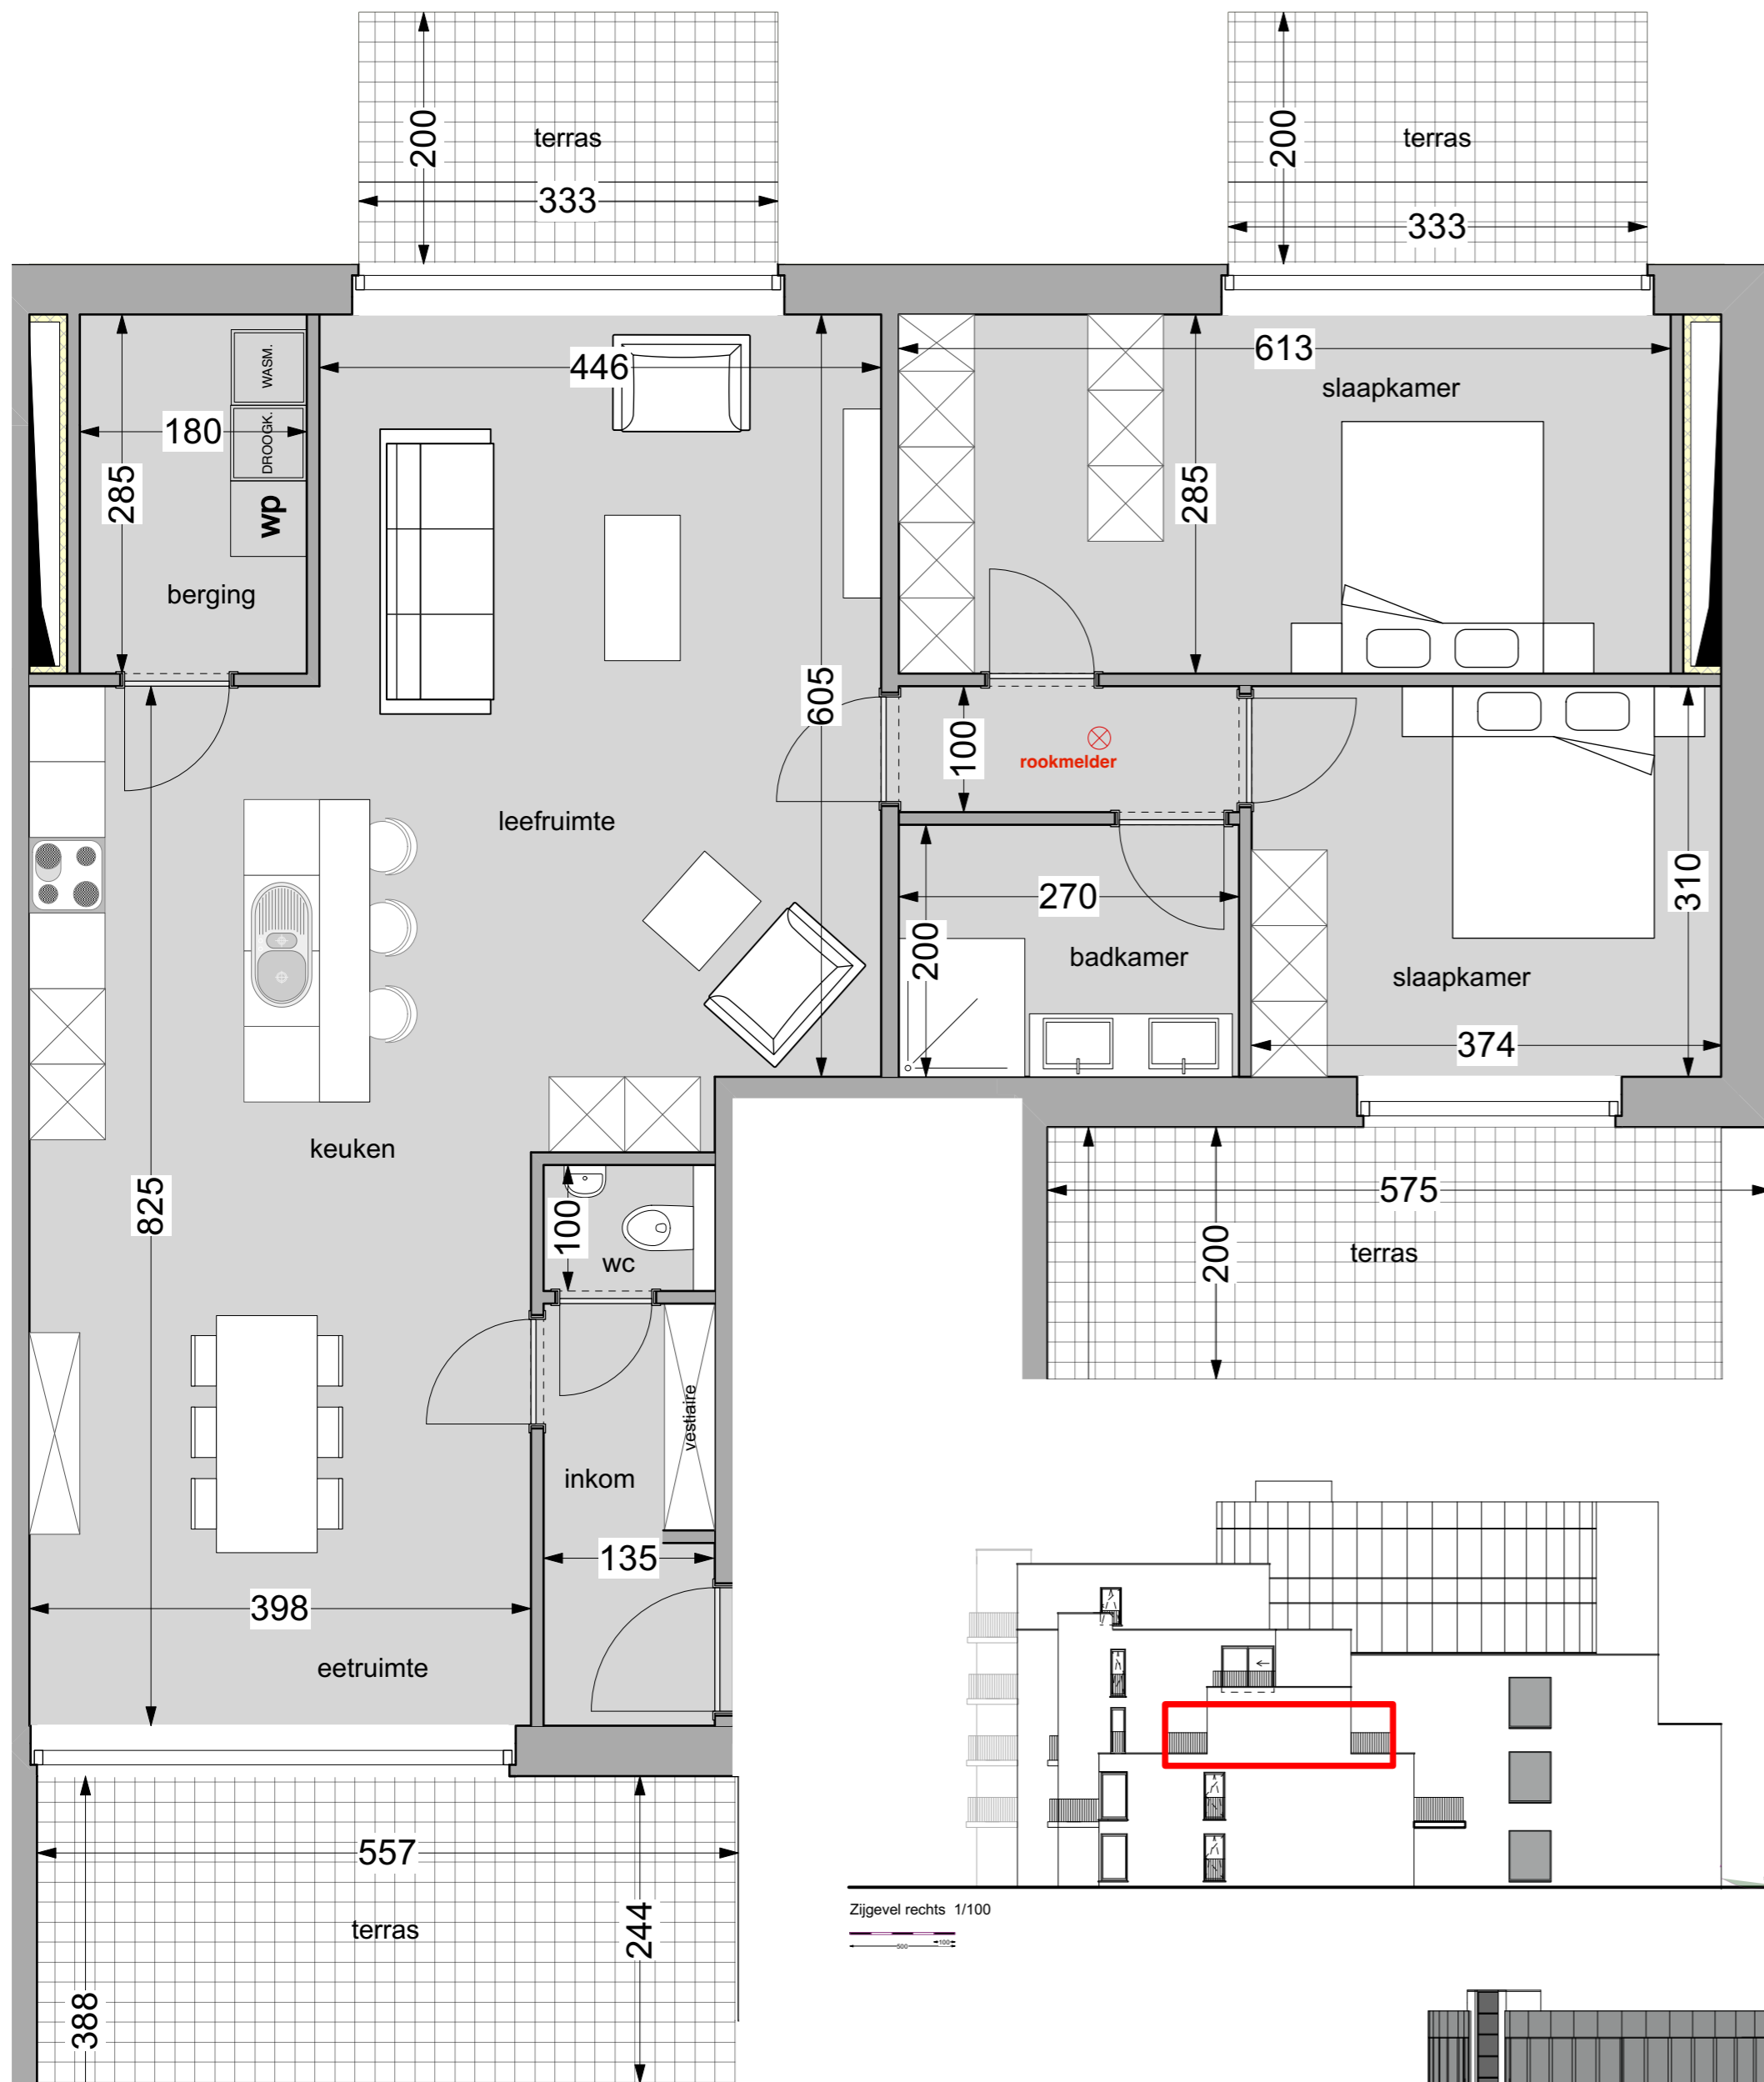 200
terras
333
200
terras
333
WASM.
446
613
slaapkamer
180
DROOGK.
285
285
wp
berging
605
100
rookmelder
leefruimte
310
270
200
badkamer
slaapkamer
374
keuken
825
100
wc
575
200
terras
vestiaire
inkom
135
398
eetruimte
557
terras
244
388
Zijgevel rechts 1/100
100
500